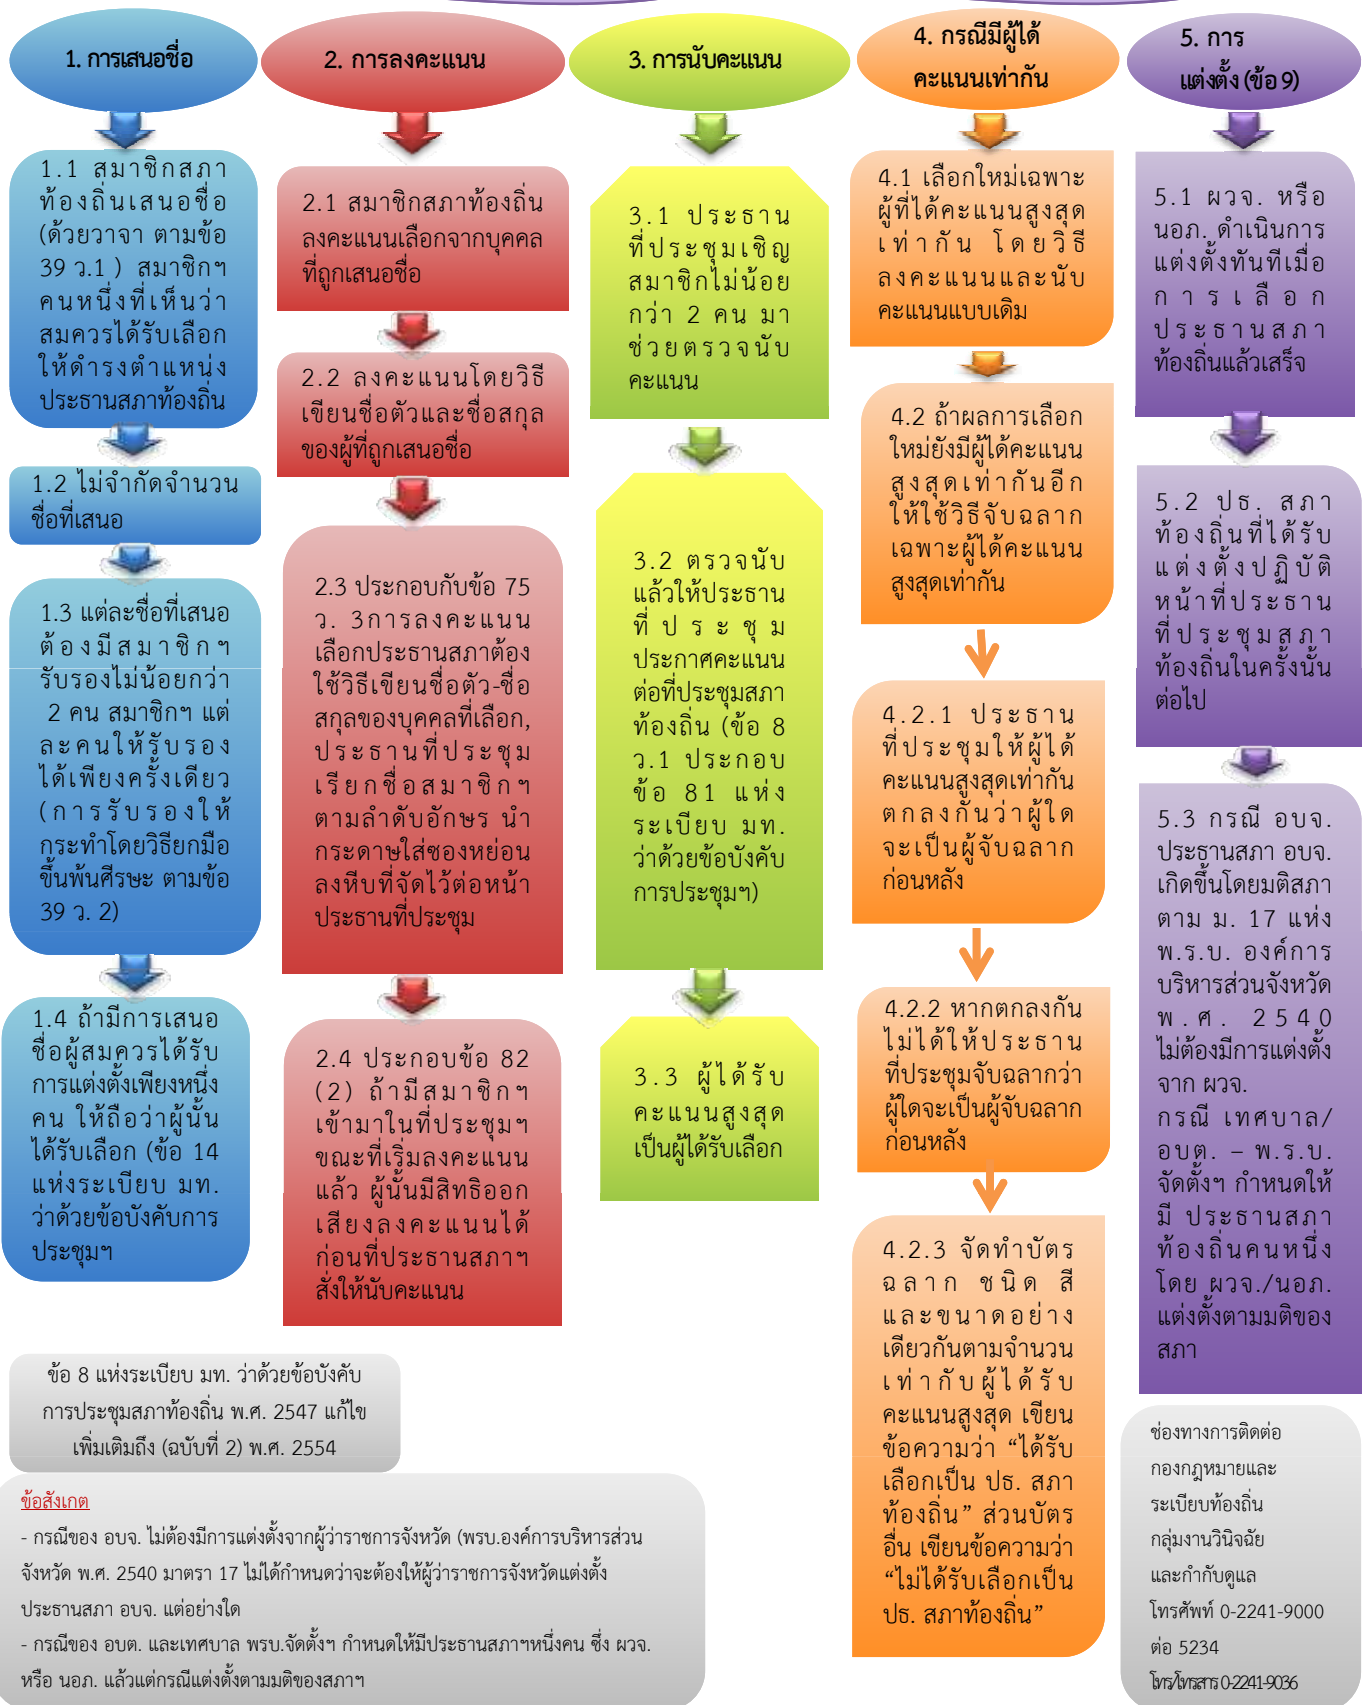 1. การเสนอชื่อ
1.1 สมาชิกสภา
ท้องถิ่นเสนอชื่อ
(ด้วยวาจา ตามข้อ
39 ว.1 ) สมาชิกฯ
คนหนึ่งที่เห็นว่า
สมควรได้รับเลือก
ให้ดำรงตำแหน่ง
ประธานสภาท้องถิ่น
1.2 ไม่จำกัดจำนวน
ชื่อที่เสนอ
1.3 แต่ละชื่อที่เสนอ
ต้องมีสมาชิกฯ
รับรองไม่น้อยกว่า
2 คน สมาชิกฯ แต่
ละคนให้รับรอง
ได้เพียงครั้งเดียว
(การรับรองให้
กระทำโดยวิธียกมือ
ขึ้นพ้นศีรษะ ตามข้อ
39 ว. 2)
1.4 ถ้ามีการเสนอ
ชื่อผู้สมควรได้รับ
การแต่งตั้งเพียงหนึ่ง
คน ให้ถือว่าผู้นั้น
ได้รับเลือก (ข้อ 14
แห่งระเบียบ มท.
ว่าด้วยข้อบังคับการ
ประชุมฯ
2. การลงคะแนน
2.1 สมาชิกสภาท้องถิ่น
ลงคะแนนเลือกจากบุคคล
ที่ถูกเสนอชื่อ
2.2 ลงคะแนนโดยวิธี
เขียนชื่อตัวและชื่อสกุล
ของผู้ที่ถูกเสนอชื่อ
2.3 ประกอบกับข้อ 75
ว. 3การลงคะแนน
เลือกประธานสภาต้อง
ใช้วิธีเขียนชื่อตัว-ชื่อ
สกุลของบุคคลที่เลือก,
ประธานที่ประชุม
เรียกชื่อสมาชิกฯ
ตามลำดับอักษร นำ
กระดาษใส่ซองหย่อน
ลงหีบที่จัดไว้ต่อหน้า
ประธานที่ประชุม
2.4 ประกอบข้อ 82
(2) ถ้ามีสมาชิกฯ
เข้ามาในที่ประชุมฯ
ขณะที่เริ่มลงคะแนน
แล้ว ผู้นั้นมีสิทธิออก
เสียงลงคะแนนได้
ก่อนที่ประธานสภาฯ
สั่งให้นับคะแนน
3. การนับคะแนน
3.1 ประธาน
ที่ประชุมเชิญ
สมาชิกไม่น้อย
กว่า 2 คน มา
ช่วยตรวจนับ
คะแนน
3.2 ตรวจนับ
แล้วให้ประธาน
ที่ประชุม
ประกาศคะแนน
ต่อที่ประชุมสภา
ท้องถิ่น (ข้อ 8
ว.1 ประกอบ
ข้อ 81 แห่ง
ระเบียบ มท.
ว่าด้วยข้อบังคับ
การประชุมฯ)
3.3 ผู้ได้รับ
คะแนนสูงสุด
เป็นผู้ได้รับเลือก
4. กรณีมีผู้ได้
คะแนนเท่ากัน
4.1 เลือกใหม่เฉพาะ
ผู้ที่ได้คะแนนสูงสุด
เท่ากัน โดยวิธี
ลงคะแนนและนับ
คะแนนแบบเดิม
4.2 ถ้าผลการเลือก
ใหม่ยังมีผู้ได้คะแนน
สูงสุดเท่ากันอีก
ให้ใช้วิธีจับฉลาก
เฉพาะผู้ได้คะแนน
สูงสุดเท่ากัน
4.2.1 ประธาน
ที่ประชุมให้ผู้ได้
คะแนนสูงสุดเท่ากัน
ตกลงกันว่าผู้ใด
จะเป็นผู้จับฉลาก
ก่อนหลัง
4.2.2 หากตกลงกัน
ไม่ได้ให้ประธาน
ที่ประชุมจับฉลากว่า
ผู้ใดจะเป็นผู้จับฉลาก
ก่อนหลัง
4.2.3 จัดทำบัตร
ฉลาก ชนิด สี
และขนาดอย่าง
เดียวกันตามจำนวน
เท่ากับผู้ได้รับ
คะแนนสูงสุด เขียน
ข้อความว่า “ได้รับ
เลือกเป็น ปธ. สภา
ท้องถิ่น” ส่วนบัตร
อื่น เขียนข้อความว่า
“ไม่ได้รับเลือกเป็น
ปธ. สภาท้องถิ่น”
5. การ
แต่งตั้ง (ข้อ 9)
5.1 ผวจ. หรือ
นอภ. ดำเนินการ
แต่งตั้งทันทีเมื่อ
การเลือก
ประธานสภา
ท้องถิ่นแล้วเสร็จ
5.2 ปธ. สภา
ท้องถิ่นที่ได้รับ
แต่งตั้งปฏิบัติ
หน้าที่ประธาน
ที่ประชุมสภา
ท้องถิ่นในครั้งนั้น
ต่อไป
5.3 กรณี อบจ.
ประธานสภา อบจ.
เกิดขึ้นโดยมติสภา
ตาม ม. 17 แห่ง
พ.ร.บ. องค์การ
บริหารส่วนจังหวัด
พ.ศ. 2540
ไม่ต้องมีการแต่งตั้ง
จาก ผวจ.
กรณี เทศบาล/
อบต. – พ.ร.บ.
จัดตั้งฯ กำหนดให้
มี ประธานสภา
ท้องถิ่นคนหนึ่ง
โดย ผวจ./นอภ.
แต่งตั้งตามมติของ
สภา
ข้อ 8 แห่งระเบียบ มท. ว่าด้วยข้อบังคับ
การประชุมสภาท้องถิ่น พ.ศ. 2547 แก้ไข
เพิ่มเติมถึง (ฉบับที่ 2) พ.ศ. 2554
ข้อสังเกต
- กรณีของ อบจ. ไม่ต้องมีการแต่งตั้งจากผู้ว่าราชการจังหวัด (พรบ.องค์การบริหารส่วน
จังหวัด พ.ศ. 2540 มาตรา 17 ไม่ได้กำหนดว่าจะต้องให้ผู้ว่าราชการจังหวัดแต่งตั้ง
ประธานสภา อบจ. แต่อย่างใด
- กรณีของ อบต. และเทศบาล พรบ.จัดตั้งฯ กำหนดให้มีประธานสภาฯหนึ่งคน ซึ่ง ผวจ.
หรือ นอภ. แล้วแต่กรณีแต่งตั้งตามมติของสภาฯ
ช่องทางการติดต่อ
กองกฎหมายและ
ระเบียบท้องถิ่น
กลุ่มงานวินิจฉัย
และกำกับดูแล
โทรศัพท์ 0-2241-9000
ต่อ 5234
โทร/โทรสาร 0-2241-9036